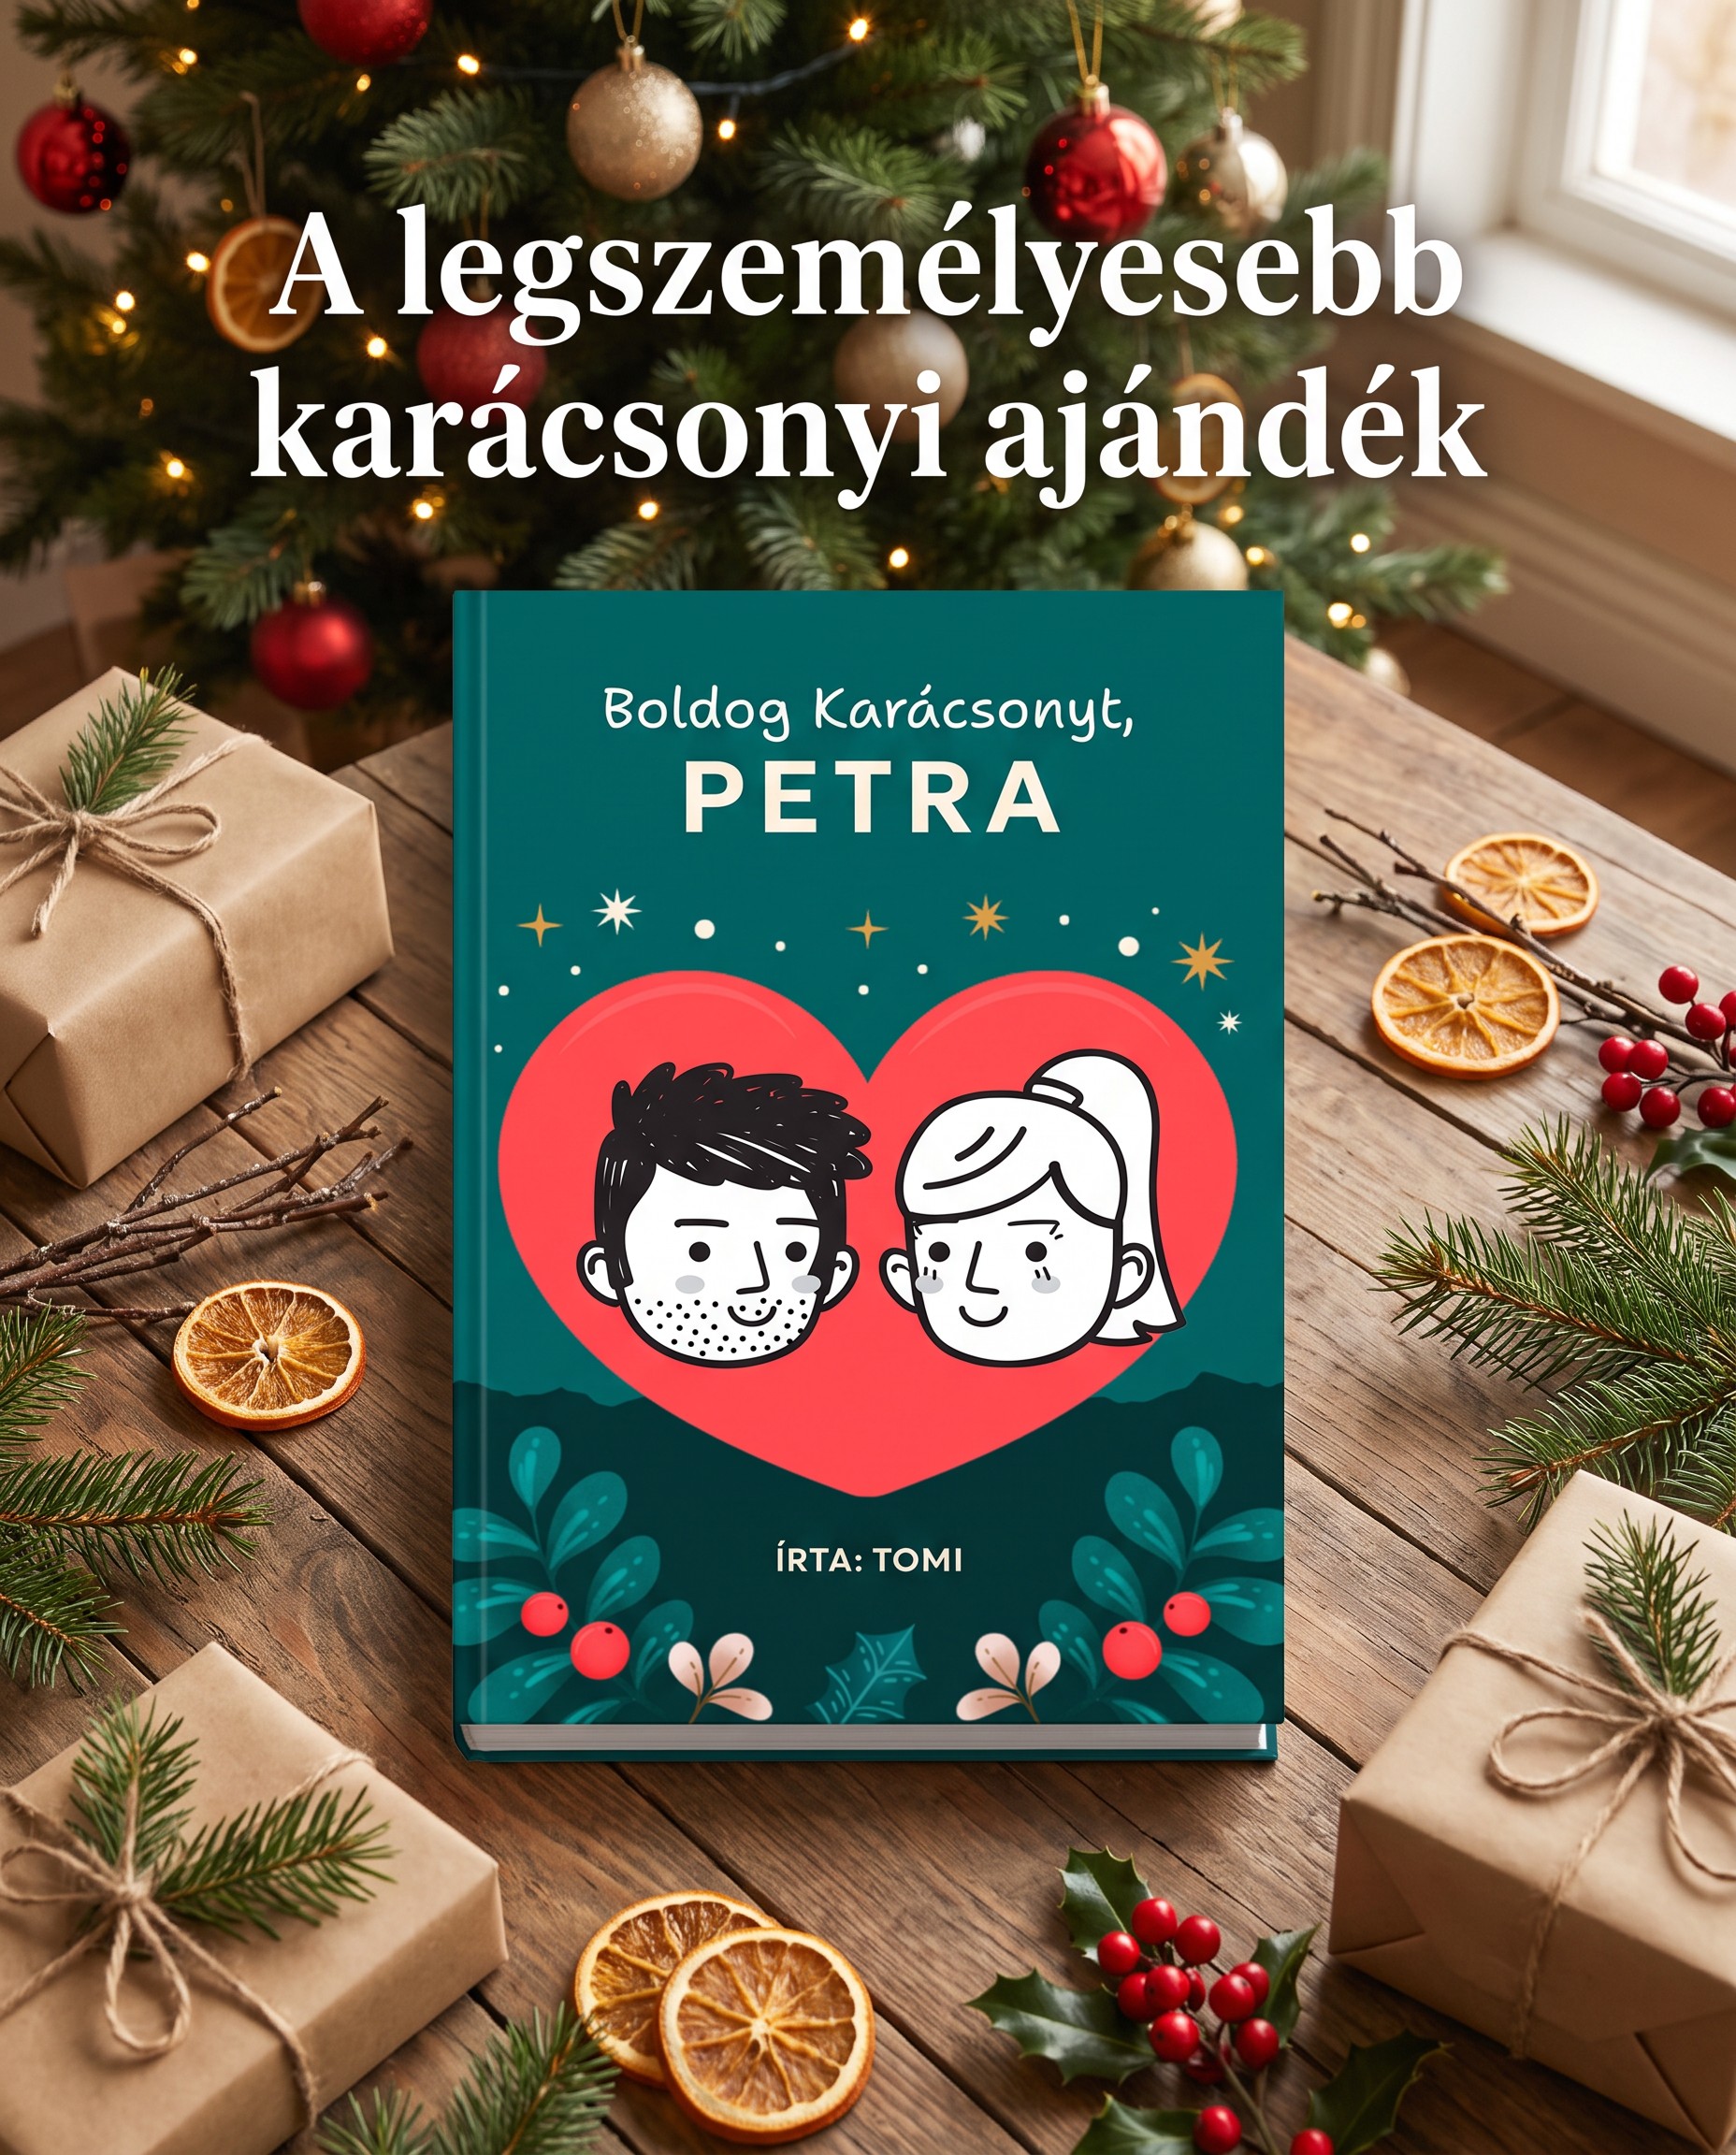 A legszemélyesebb
karácsonyi ajándék
Boldog Karácsonyt,
PETRA
ÍRTA: TOMI